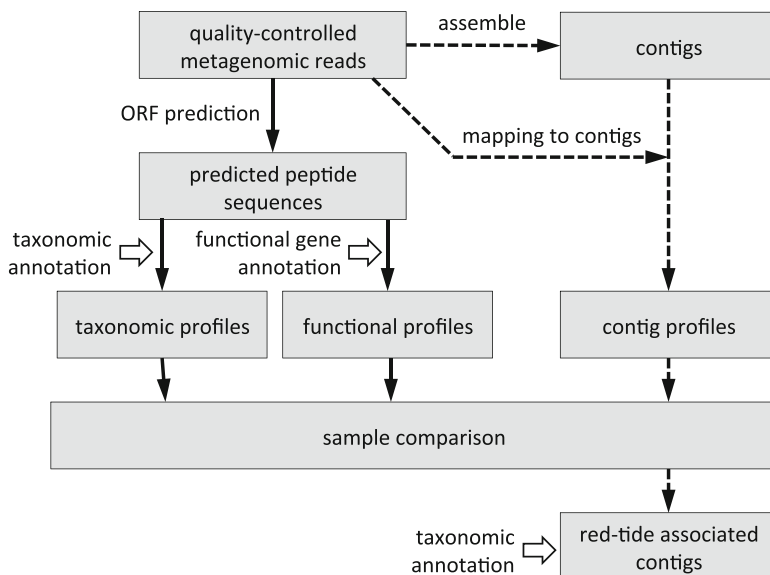 quality-controlled
metagenomic reads
assemble
contigs
ORF prediction
mapping to contigs
predicted peptide
sequences
taxonomic
annotation
functional gene
annotation
taxonomic profiles
functional profiles
contig profiles
sample comparison
taxonomic
annotation
red-tide associated
contigs